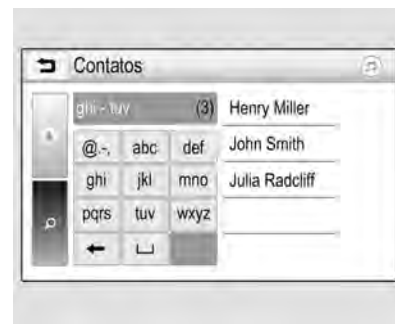 Contatos
ghi - tuv (3)
Henry Miller
@.-, abc def
John Smith
ghi jkl mno
Julia Radcliff
pqrs tuv wxyz